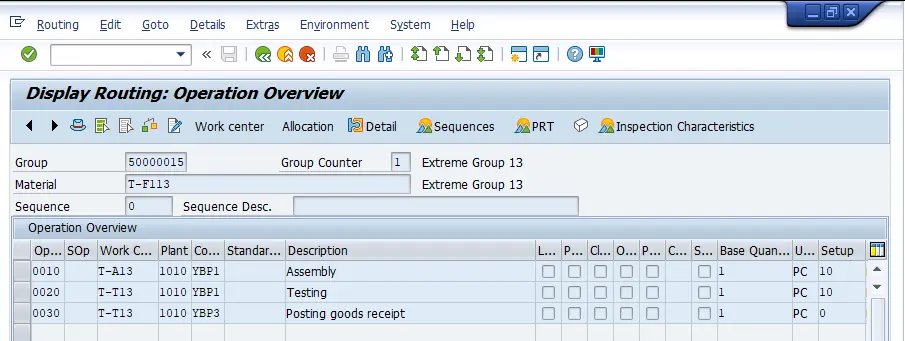 Routing Edit Goto Details Extras Environment System Help
Display Routing: Operation Overview
Work center Allocation Detail Sequences PRT Inspection Characteristics
Group 50000015 Group Counter 1 Extreme Group 13
Material T-F113 Extreme Group 13
Sequence 0 Sequence Desc.
Operation Overview
Op... SOp Work C... Plant Co... Standar... Description L... P... Cl... O... P... C... S... Base Quan... U... Setup
0010 T-A13 1010 YBP1 Assembly 1 PC 10
0020 T-T13 1010 YBP1 Testing 1 PC 10
0030 T-T13 1010 YBP3 Posting goods receipt 1 PC 0